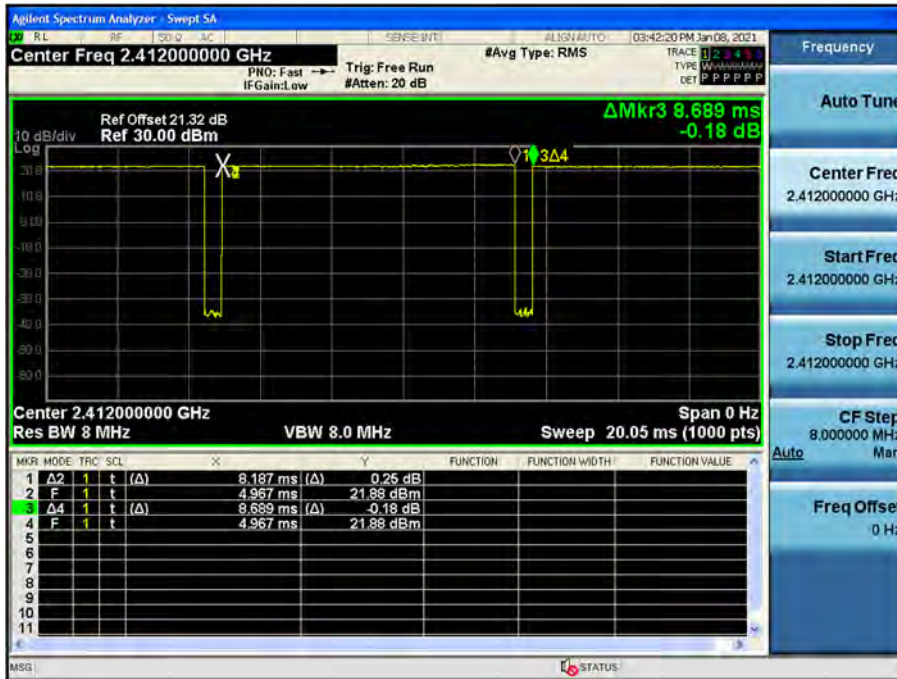 Agilent Spectrum Analyzer - Swept SA
RL RF 50 Ω AC SENSE:INT ALIGN AUTO 03:42:20 PM Jan 08, 2021
Center Freq 2.412000000 GHz
PNO: Fast
IFGain:Low
Trig: Free Run
#Atten: 20 dB
#Avg Type: RMS
TRACE 1 2 3 4 5 6
TYPE
DET P P P P P P
Ref Offset 21.32 dB
10 dB/div Ref 30.00 dBm
Log
ΔMkr3 8.689 ms
-0.18 dB
1 3Δ4
Center 2.412000000 GHz Span 0 Hz
Res BW 8 MHz VBW 8.0 MHz Sweep 20.05 ms (1000 pts)
MKR MODE TRC SCL X Y FUNCTION FUNCTION WIDTH FUNCTION VALUE
1 Δ2 1 t (Δ) 8.187 ms (Δ) 0.25 dB
2 F 1 t 4.967 ms 21.88 dBm
3 Δ4 1 t (Δ) 8.689 ms (Δ) -0.18 dB
4 F 1 t 4.967 ms 21.88 dBm
5
6
7
8
9
10
11
MSG STATUS
Frequency
Auto Tune
Center Freq
2.412000000 GHz
Start Freq
2.412000000 GHz
Stop Freq
2.412000000 GHz
CF Step
8.000000 MHz
Auto Man
Freq Offset
0 Hz